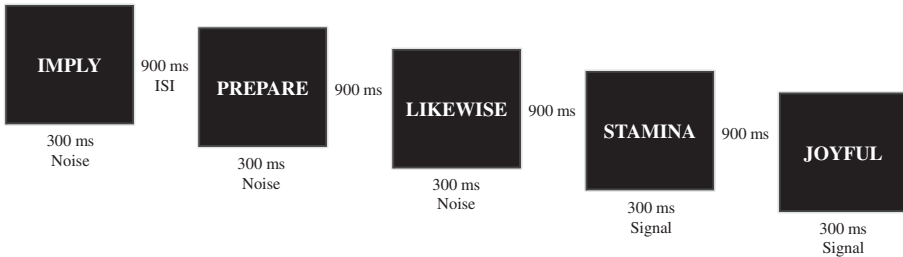 IMPLY
900 ms
ISI
300 ms
Noise
PREPARE
900 ms
300 ms
Noise
LIKEWISE
900 ms
300 ms
Noise
STAMINA
900 ms
300 ms
Signal
JOYFUL
300 ms
Signal